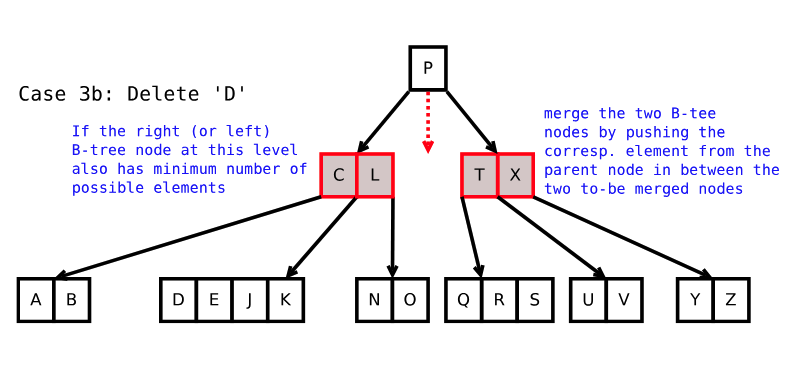 P
Case 3b: Delete 'D'
If the right (or left)
B-tree node at this level
also has minimum number of
possible elements
merge the two B-tee
nodes by pushing the
corresp. element from the
parent node in between the
two to-be merged nodes
C L
T X
A B
D E J K
N O
Q R S
U V
Y Z